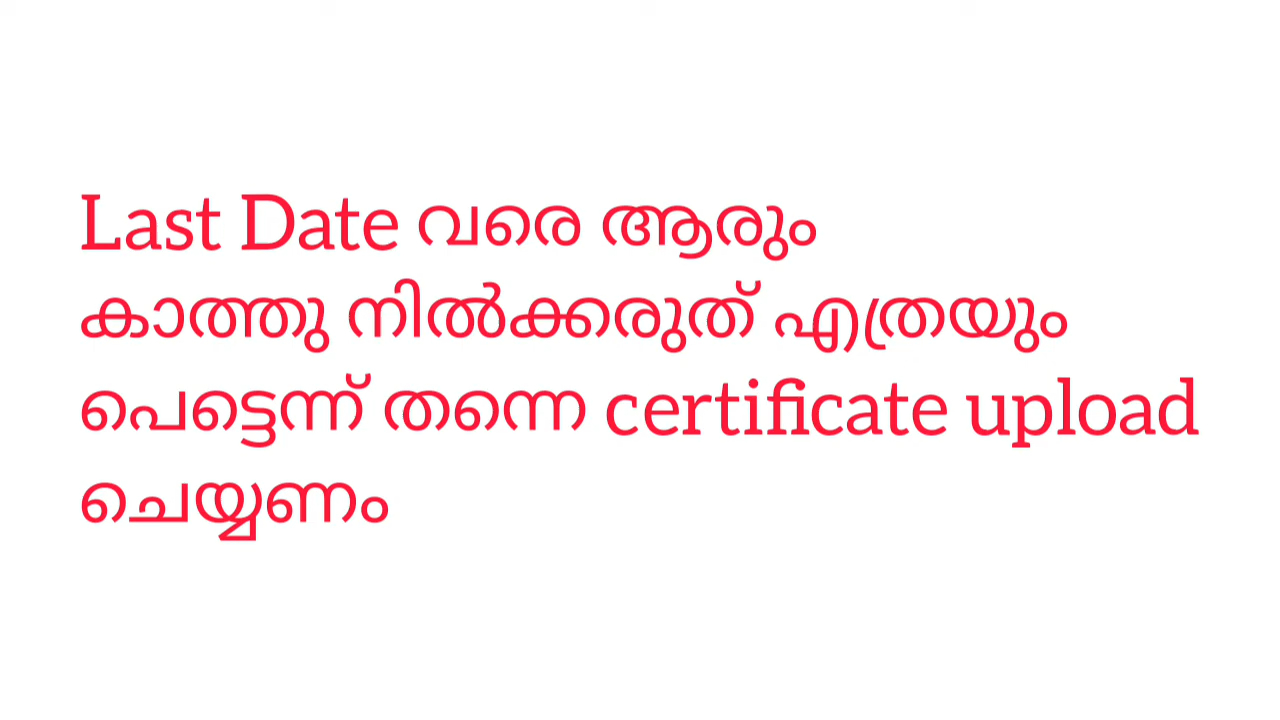 Last Date വരെ ആരും
കാത്തു നിൽക്കരുത് എത്രയും
പെട്ടെന്ന് തന്നെ certificate upload
ചെയ്യണം